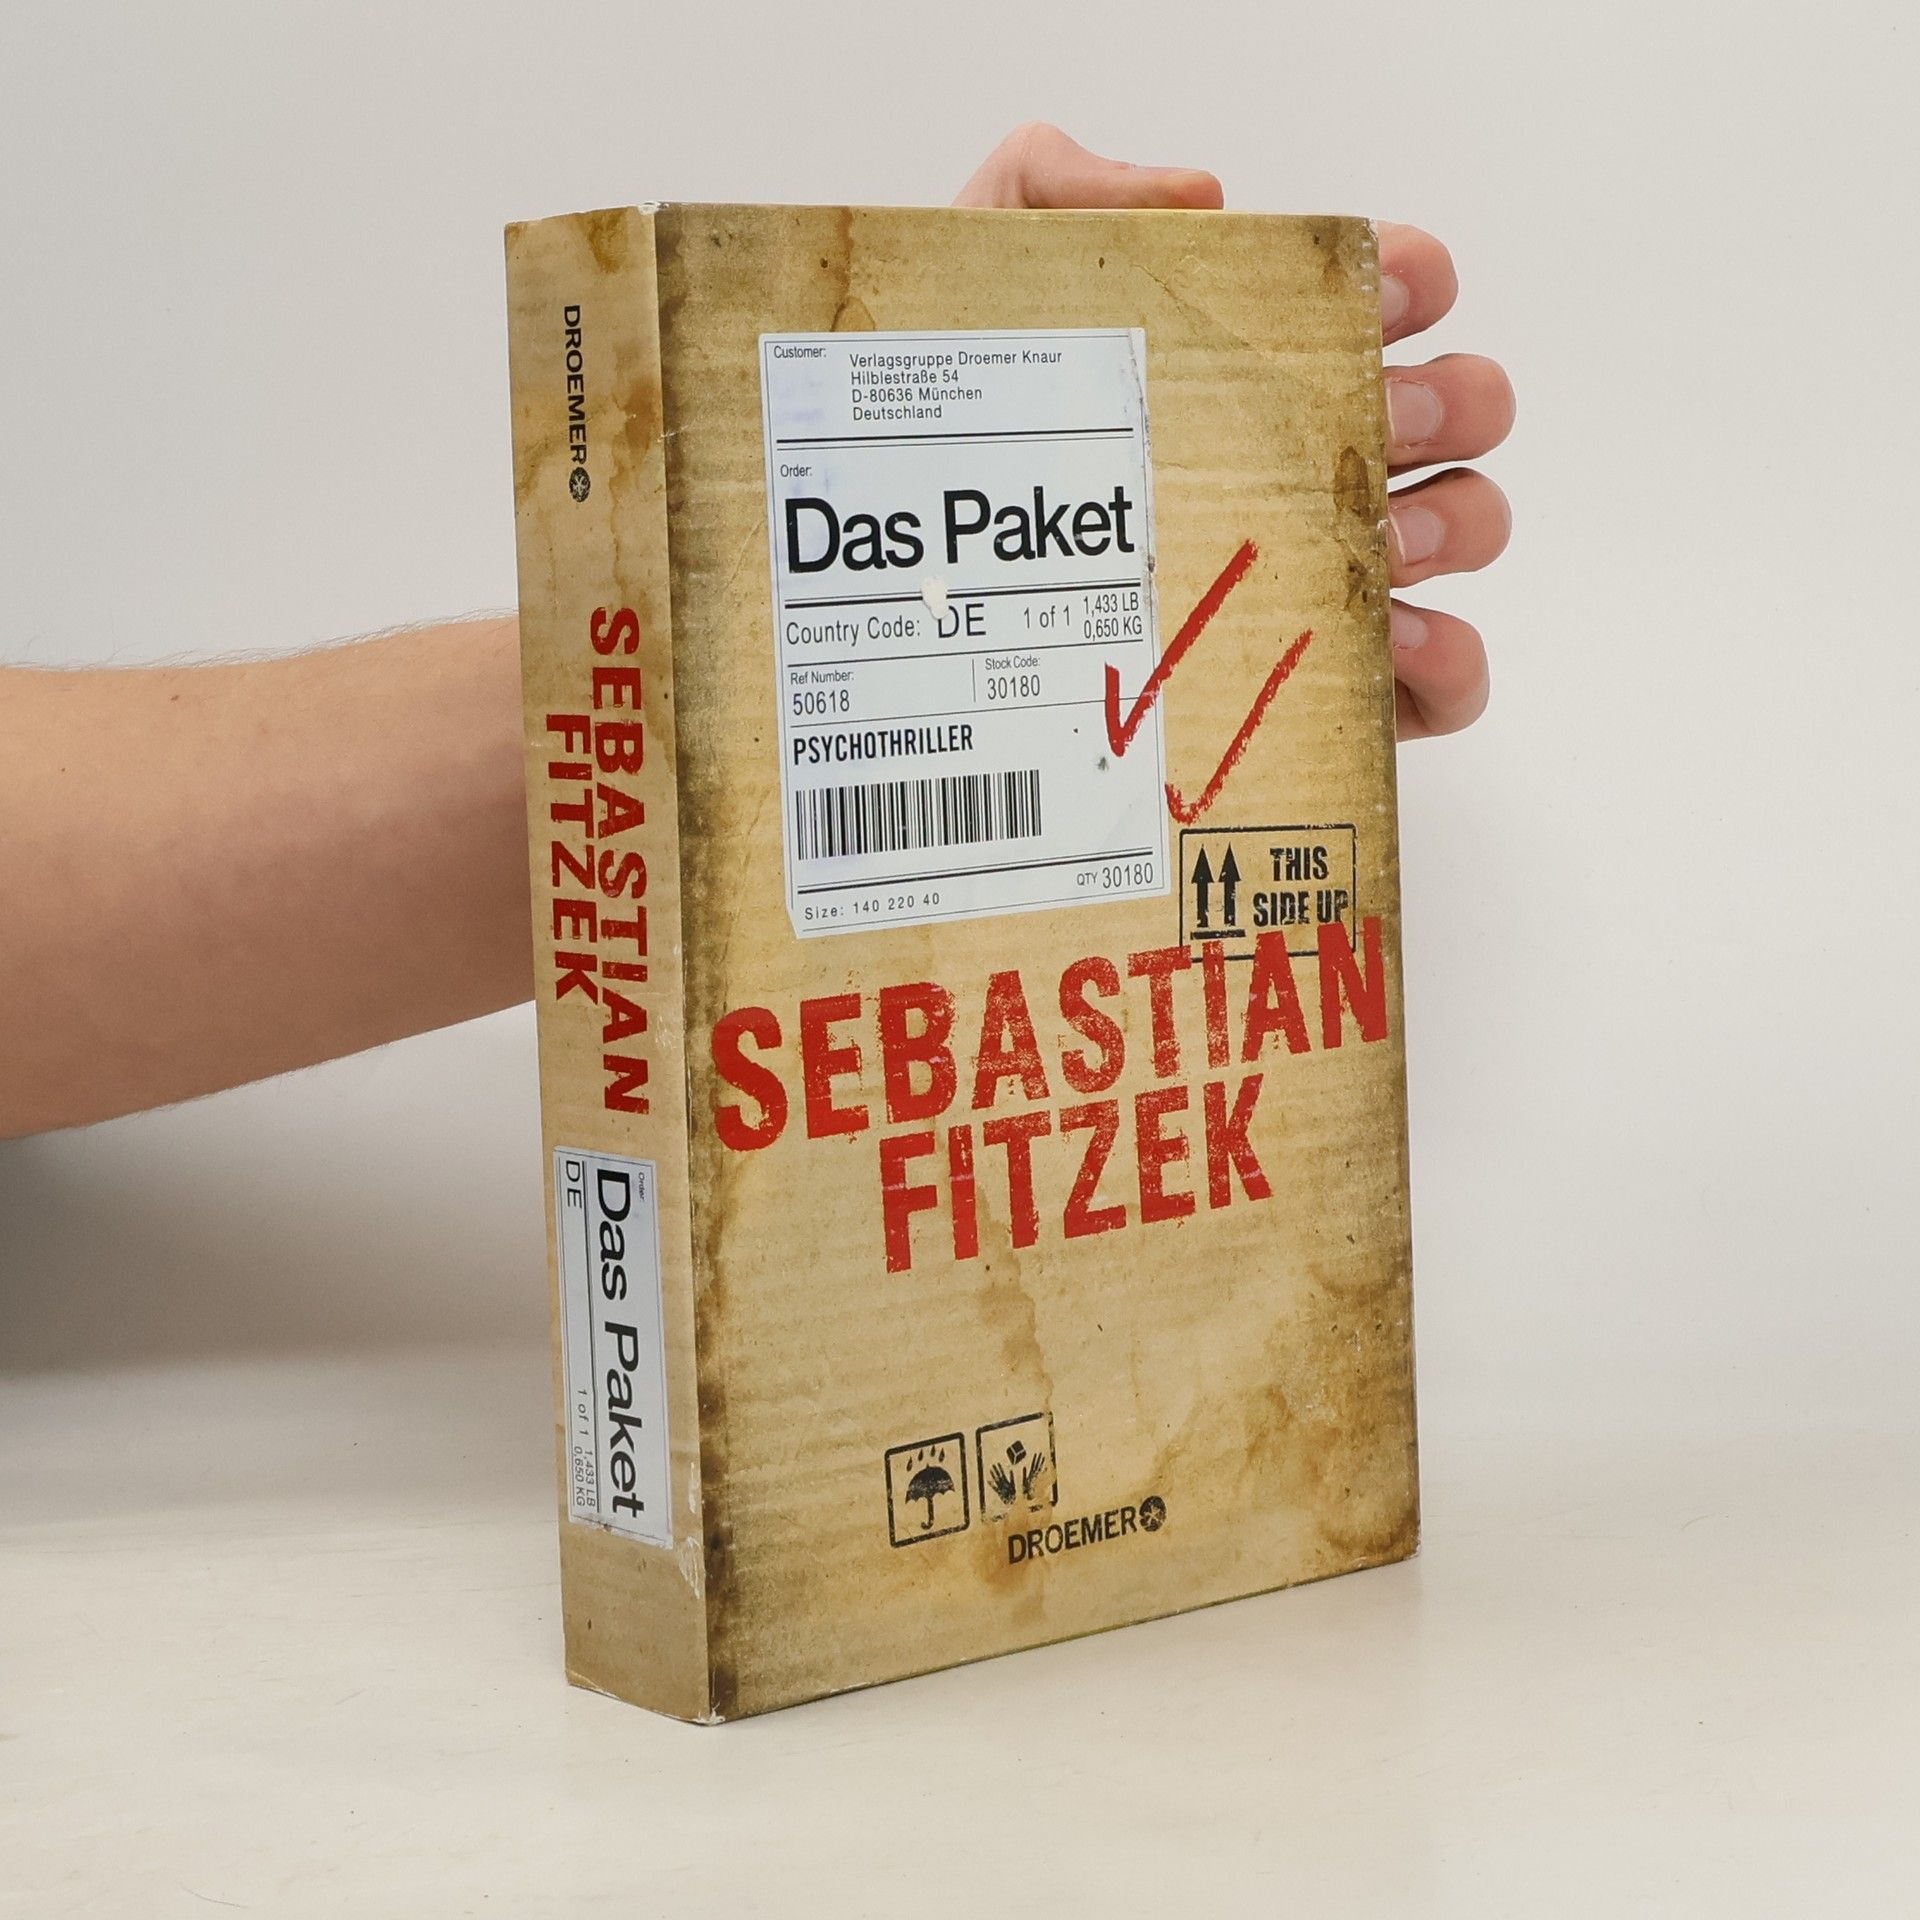 DROEMER
SEBASTIAN
FITZEK
Order:
Das Paket
DE
1 of 1
1,433 LB
0,650 KG
Customer:
Verlagsgruppe Droemer Knaur
Hilblestraße 54
D-80636 München
Deutschland
Order:
Das Paket
Country Code: DE 1 of 1 1,433 LB
0,650 KG
Ref Number: Stock Code:
50618 30180
PSYCHOTHRILLER
QTY 30180
Size: 140 220 40
THIS
SIDE UP
SEBASTIAN
FITZEK
DROEMER